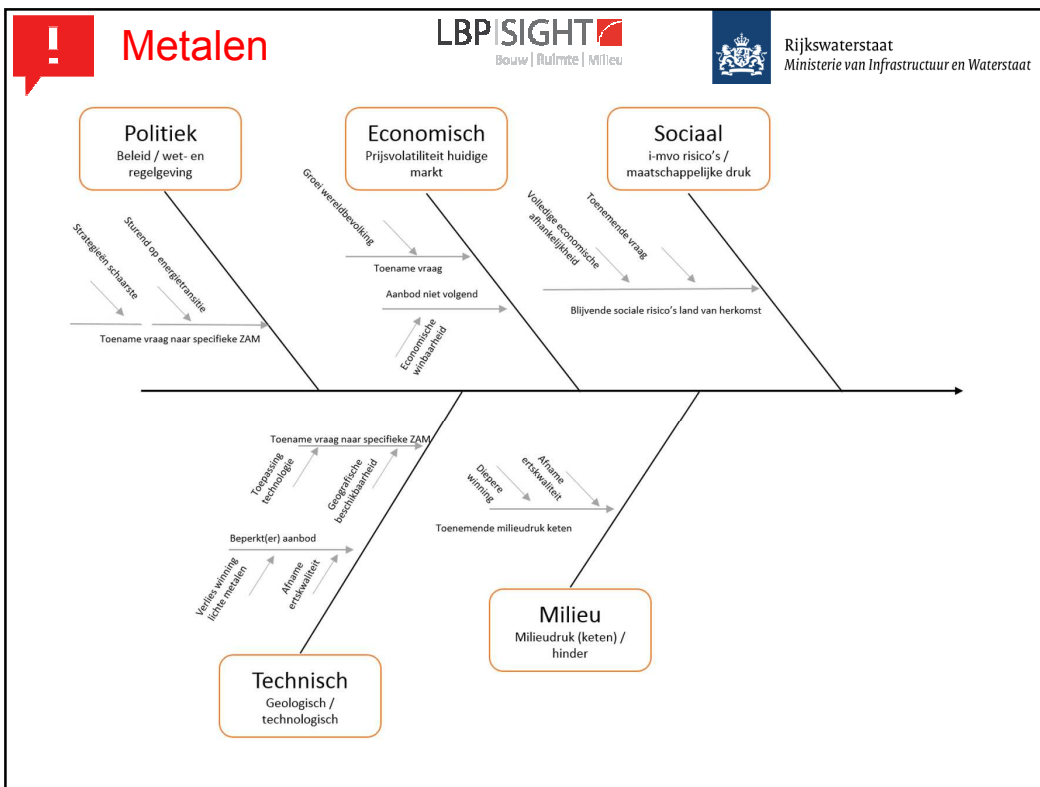 !
Metalen
LBP|SIGHT
Bouw | Ruimte | Milieu
Rijkswaterstaat
Ministerie van Infrastructuur en Waterstaat
Politiek
Beleid / wet- en
regelgeving
Economisch
Prijsvolatiliteit huidige
markt
Sociaal
i-mvo risico's /
maatschappelijke druk
Strategieën schaarste
Sturend op energietransitie
Toename vraag naar specifieke ZAM
Groei wereldbevolking
Toename vraag
Aanbod niet volgend
Economische
winbaarheid
Volledige economische
afhankelijkheid
Toenemende vraag
Blijvende sociale risico's land van herkomst
Toename vraag naar specifieke ZAM
Toepassing
technologie
Geografische
beschikbaarheid
Beperkt(er) aanbod
Verlies winning
lichte metalen
Afname
ertskwaliteit
Diepere
winning
Afname
ertskwaliteit
Toenemende milieudruk keten
Technisch
Geologisch /
technologisch
Milieu
Milieudruk (keten) /
hinder